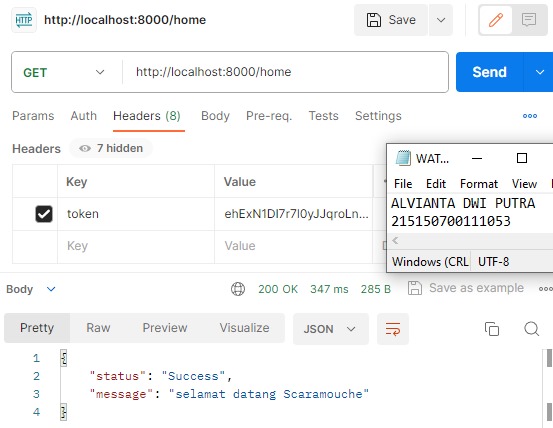 HTTP http://localhost:8000/home Save
GET http://localhost:8000/home Send
Params Auth Headers (8) Body Pre-req. Tests Settings
Headers 7 hidden
Key Value
token ehExN1DI7r7I0yJJqroLn...
Key Value
WAT...
File Edit Format View
ALVIANTA DWI PUTRA
215150700111053
Windows (CRL UTF-8
Body 200 OK 347 ms 285 B Save as example
Pretty Raw Preview Visualize JSON
1 {
2 "status": "Success",
3 "message": "selamat datang Scaramouche"
4 }